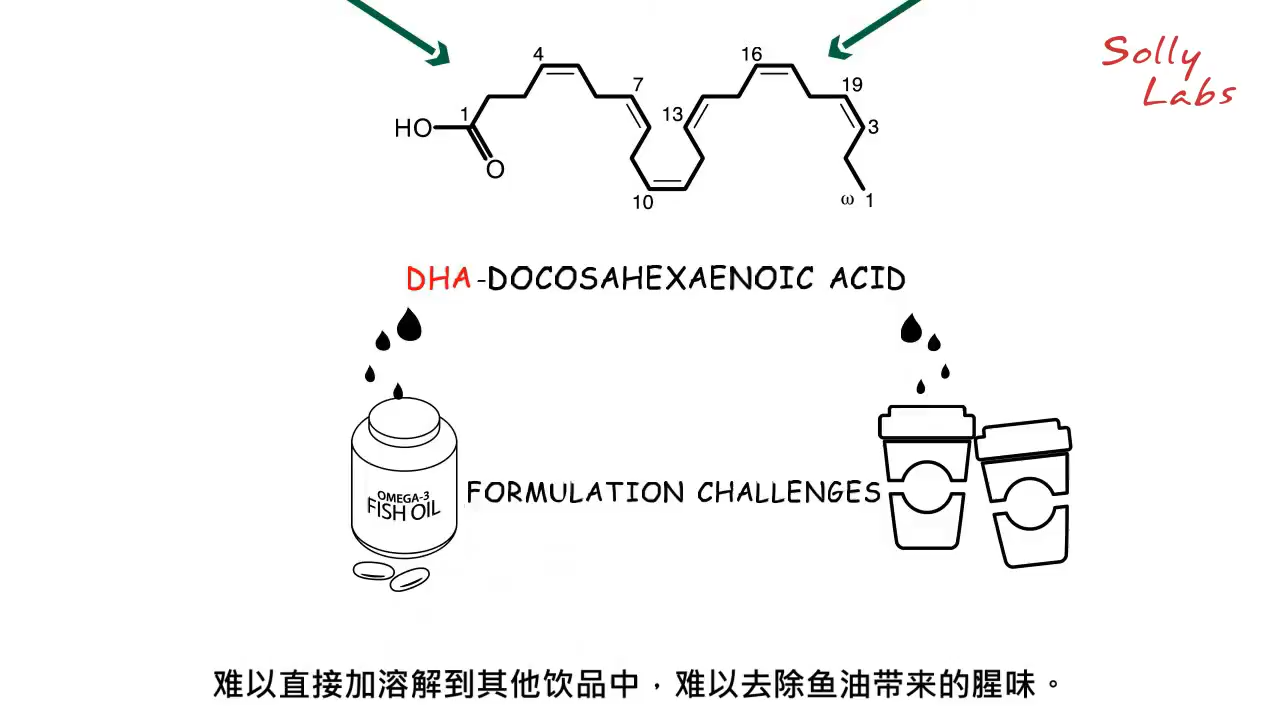 Solly
Labs
4
16
7
19
1
13
3
HO
O
10
ω 1
DHA-DOCOSAHEXAENOIC ACID
OMEGA-3
FISH OIL
FORMULATION CHALLENGES
难以直接加溶解到其他饮品中，难以去除鱼油带来的腥味。